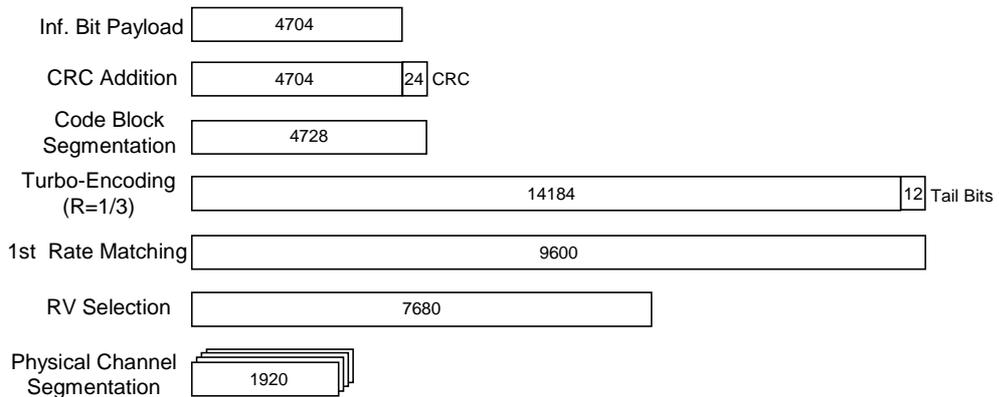 Inf. Bit Payload 4704
CRC Addition 4704 24 CRC
Code Block
Segmentation 4728
Turbo-Encoding
(R=1/3) 14184 12 Tail Bits
1st Rate Matching 9600
RV Selection 7680
Physical Channel
Segmentation 1920